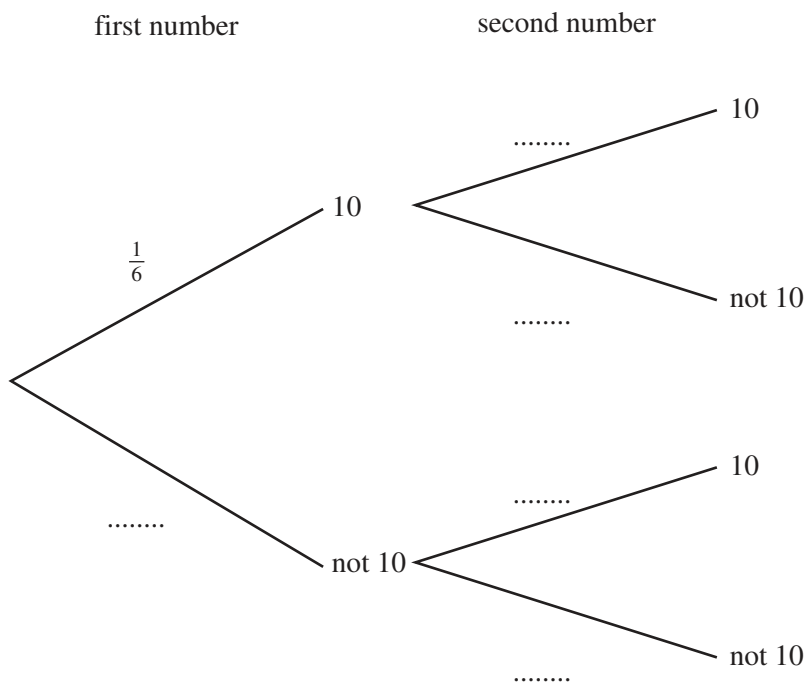 first number second number
10
........
10
1/6
not 10
........
10
........
........
not 10
not 10
........